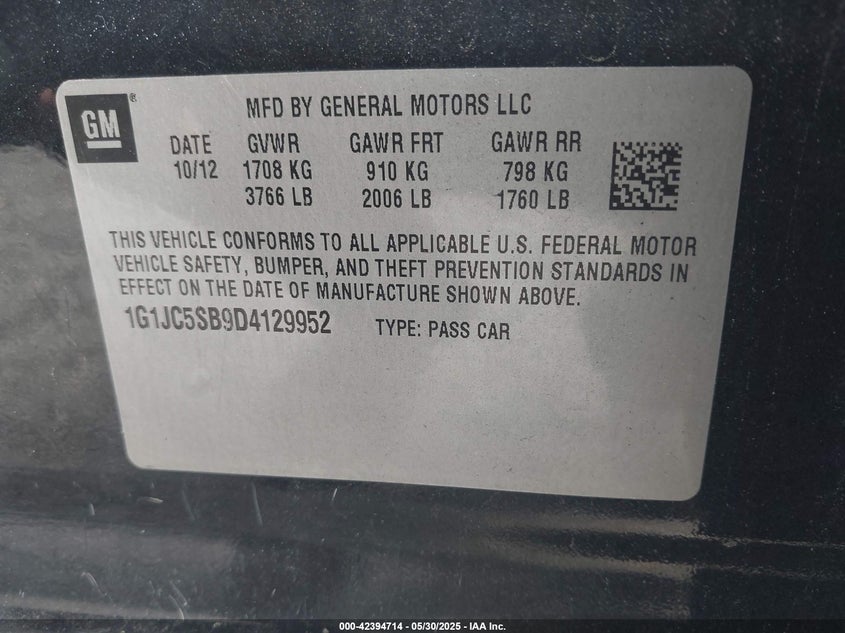 GM®
MFD BY GENERAL MOTORS LLC
DATE GVWR GAWR FRT GAWR RR
10/12 1708 KG 910 KG 798 KG
3766 LB 2006 LB 1760 LB
THIS VEHICLE CONFORMS TO ALL APPLICABLE U.S. FEDERAL MOTOR
VEHICLE SAFETY, BUMPER, AND THEFT PREVENTION STANDARDS IN
EFFECT ON THE DATE OF MANUFACTURE SHOWN ABOVE.
1G1JC5SB9D4129952 TYPE: PASS CAR
000-42394714 — 05/30/2025 — IAA Inc.